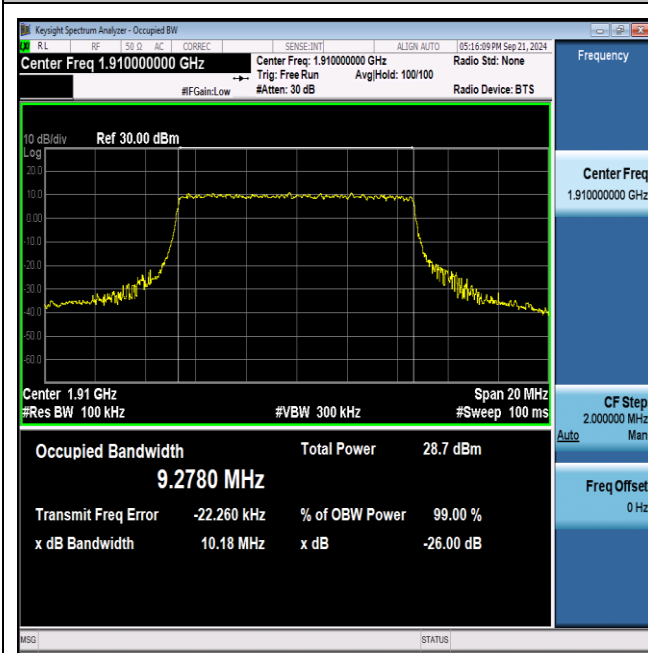 Keysight Spectrum Analyzer - Occupied BW
RL RF 50 Ω AC CORREC SENSE:INT ALIGN AUTO 05:16:09 PM Sep 21, 2024
Center Freq 1.910000000 GHz
Center Freq: 1.910000000 GHz Radio Std: None
Trig: Free Run Avg|Hold: 100/100
#IFGain:Low #Atten: 30 dB Radio Device: BTS
10 dB/div Ref 30.00 dBm
Log
20.0
10.0
0.00
-10.0
-20.0
-30.0
-40.0
-50.0
-60.0
Center 1.91 GHz Span 20 MHz
#Res BW 100 kHz #VBW 300 kHz #Sweep 100 ms
Occupied Bandwidth Total Power 28.7 dBm
9.2780 MHz
Transmit Freq Error -22.260 kHz % of OBW Power 99.00 %
x dB Bandwidth 10.18 MHz x dB -26.00 dB
MSG STATUS
Frequency
Center Freq
1.910000000 GHz
CF Step
2.000000 MHz
Auto Man
Freq Offset
0 Hz